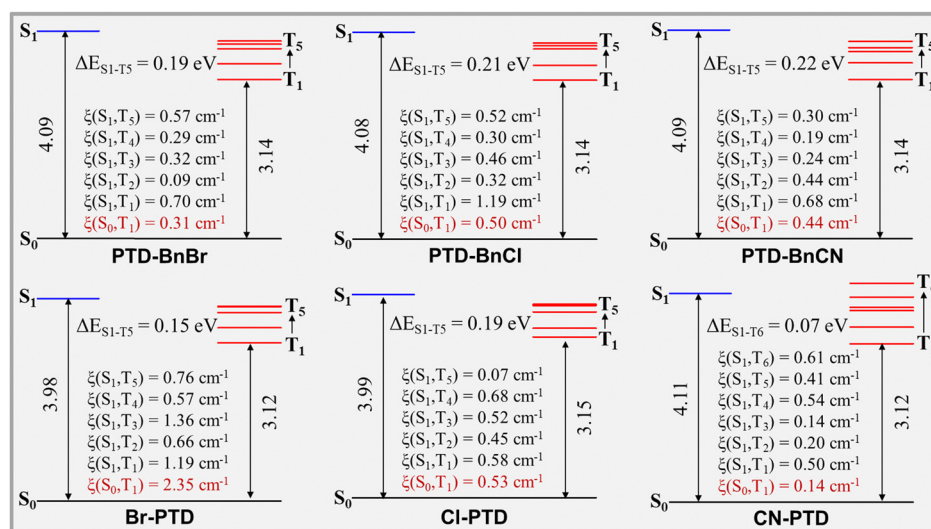 S₁
T₅
ΔE_S1-T5 = 0.19 eV
T₁
4.09
ξ(S₁,T₅) = 0.57 cm⁻¹
ξ(S₁,T₄) = 0.29 cm⁻¹
ξ(S₁,T₃) = 0.32 cm⁻¹
ξ(S₁,T₂) = 0.09 cm⁻¹
ξ(S₁,T₁) = 0.70 cm⁻¹
ξ(S₀,T₁) = 0.31 cm⁻¹
3.14
S₀
PTD-BnBr
S₁
T₅
ΔE_S1-T5 = 0.21 eV
T₁
4.08
ξ(S₁,T₅) = 0.52 cm⁻¹
ξ(S₁,T₄) = 0.30 cm⁻¹
ξ(S₁,T₃) = 0.46 cm⁻¹
ξ(S₁,T₂) = 0.32 cm⁻¹
ξ(S₁,T₁) = 1.19 cm⁻¹
ξ(S₀,T₁) = 0.50 cm⁻¹
3.14
S₀
PTD-BnCl
S₁
T₅
ΔE_S1-T5 = 0.22 eV
T₁
4.09
ξ(S₁,T₅) = 0.30 cm⁻¹
ξ(S₁,T₄) = 0.19 cm⁻¹
ξ(S₁,T₃) = 0.24 cm⁻¹
ξ(S₁,T₂) = 0.44 cm⁻¹
ξ(S₁,T₁) = 0.68 cm⁻¹
ξ(S₀,T₁) = 0.44 cm⁻¹
3.14
S₀
PTD-BnCN
S₁
T₅
ΔE_S1-T5 = 0.15 eV
T₁
3.98
ξ(S₁,T₅) = 0.76 cm⁻¹
ξ(S₁,T₄) = 0.57 cm⁻¹
ξ(S₁,T₃) = 1.36 cm⁻¹
ξ(S₁,T₂) = 0.66 cm⁻¹
ξ(S₁,T₁) = 1.19 cm⁻¹
ξ(S₀,T₁) = 2.35 cm⁻¹
3.12
S₀
Br-PTD
S₁
T₅
ΔE_S1-T5 = 0.19 eV
T₁
3.99
ξ(S₁,T₅) = 0.07 cm⁻¹
ξ(S₁,T₄) = 0.68 cm⁻¹
ξ(S₁,T₃) = 0.52 cm⁻¹
ξ(S₁,T₂) = 0.45 cm⁻¹
ξ(S₁,T₁) = 0.58 cm⁻¹
ξ(S₀,T₁) = 0.53 cm⁻¹
3.15
S₀
Cl-PTD
S₁
T
ΔE_S1-T6 = 0.07 eV
T
4.11
ξ(S₁,T₆) = 0.61 cm⁻¹
ξ(S₁,T₅) = 0.41 cm⁻¹
ξ(S₁,T₄) = 0.54 cm⁻¹
ξ(S₁,T₃) = 0.14 cm⁻¹
ξ(S₁,T₂) = 0.20 cm⁻¹
ξ(S₁,T₁) = 0.50 cm⁻¹
ξ(S₀,T₁) = 0.14 cm⁻¹
3.12
S₀
CN-PTD